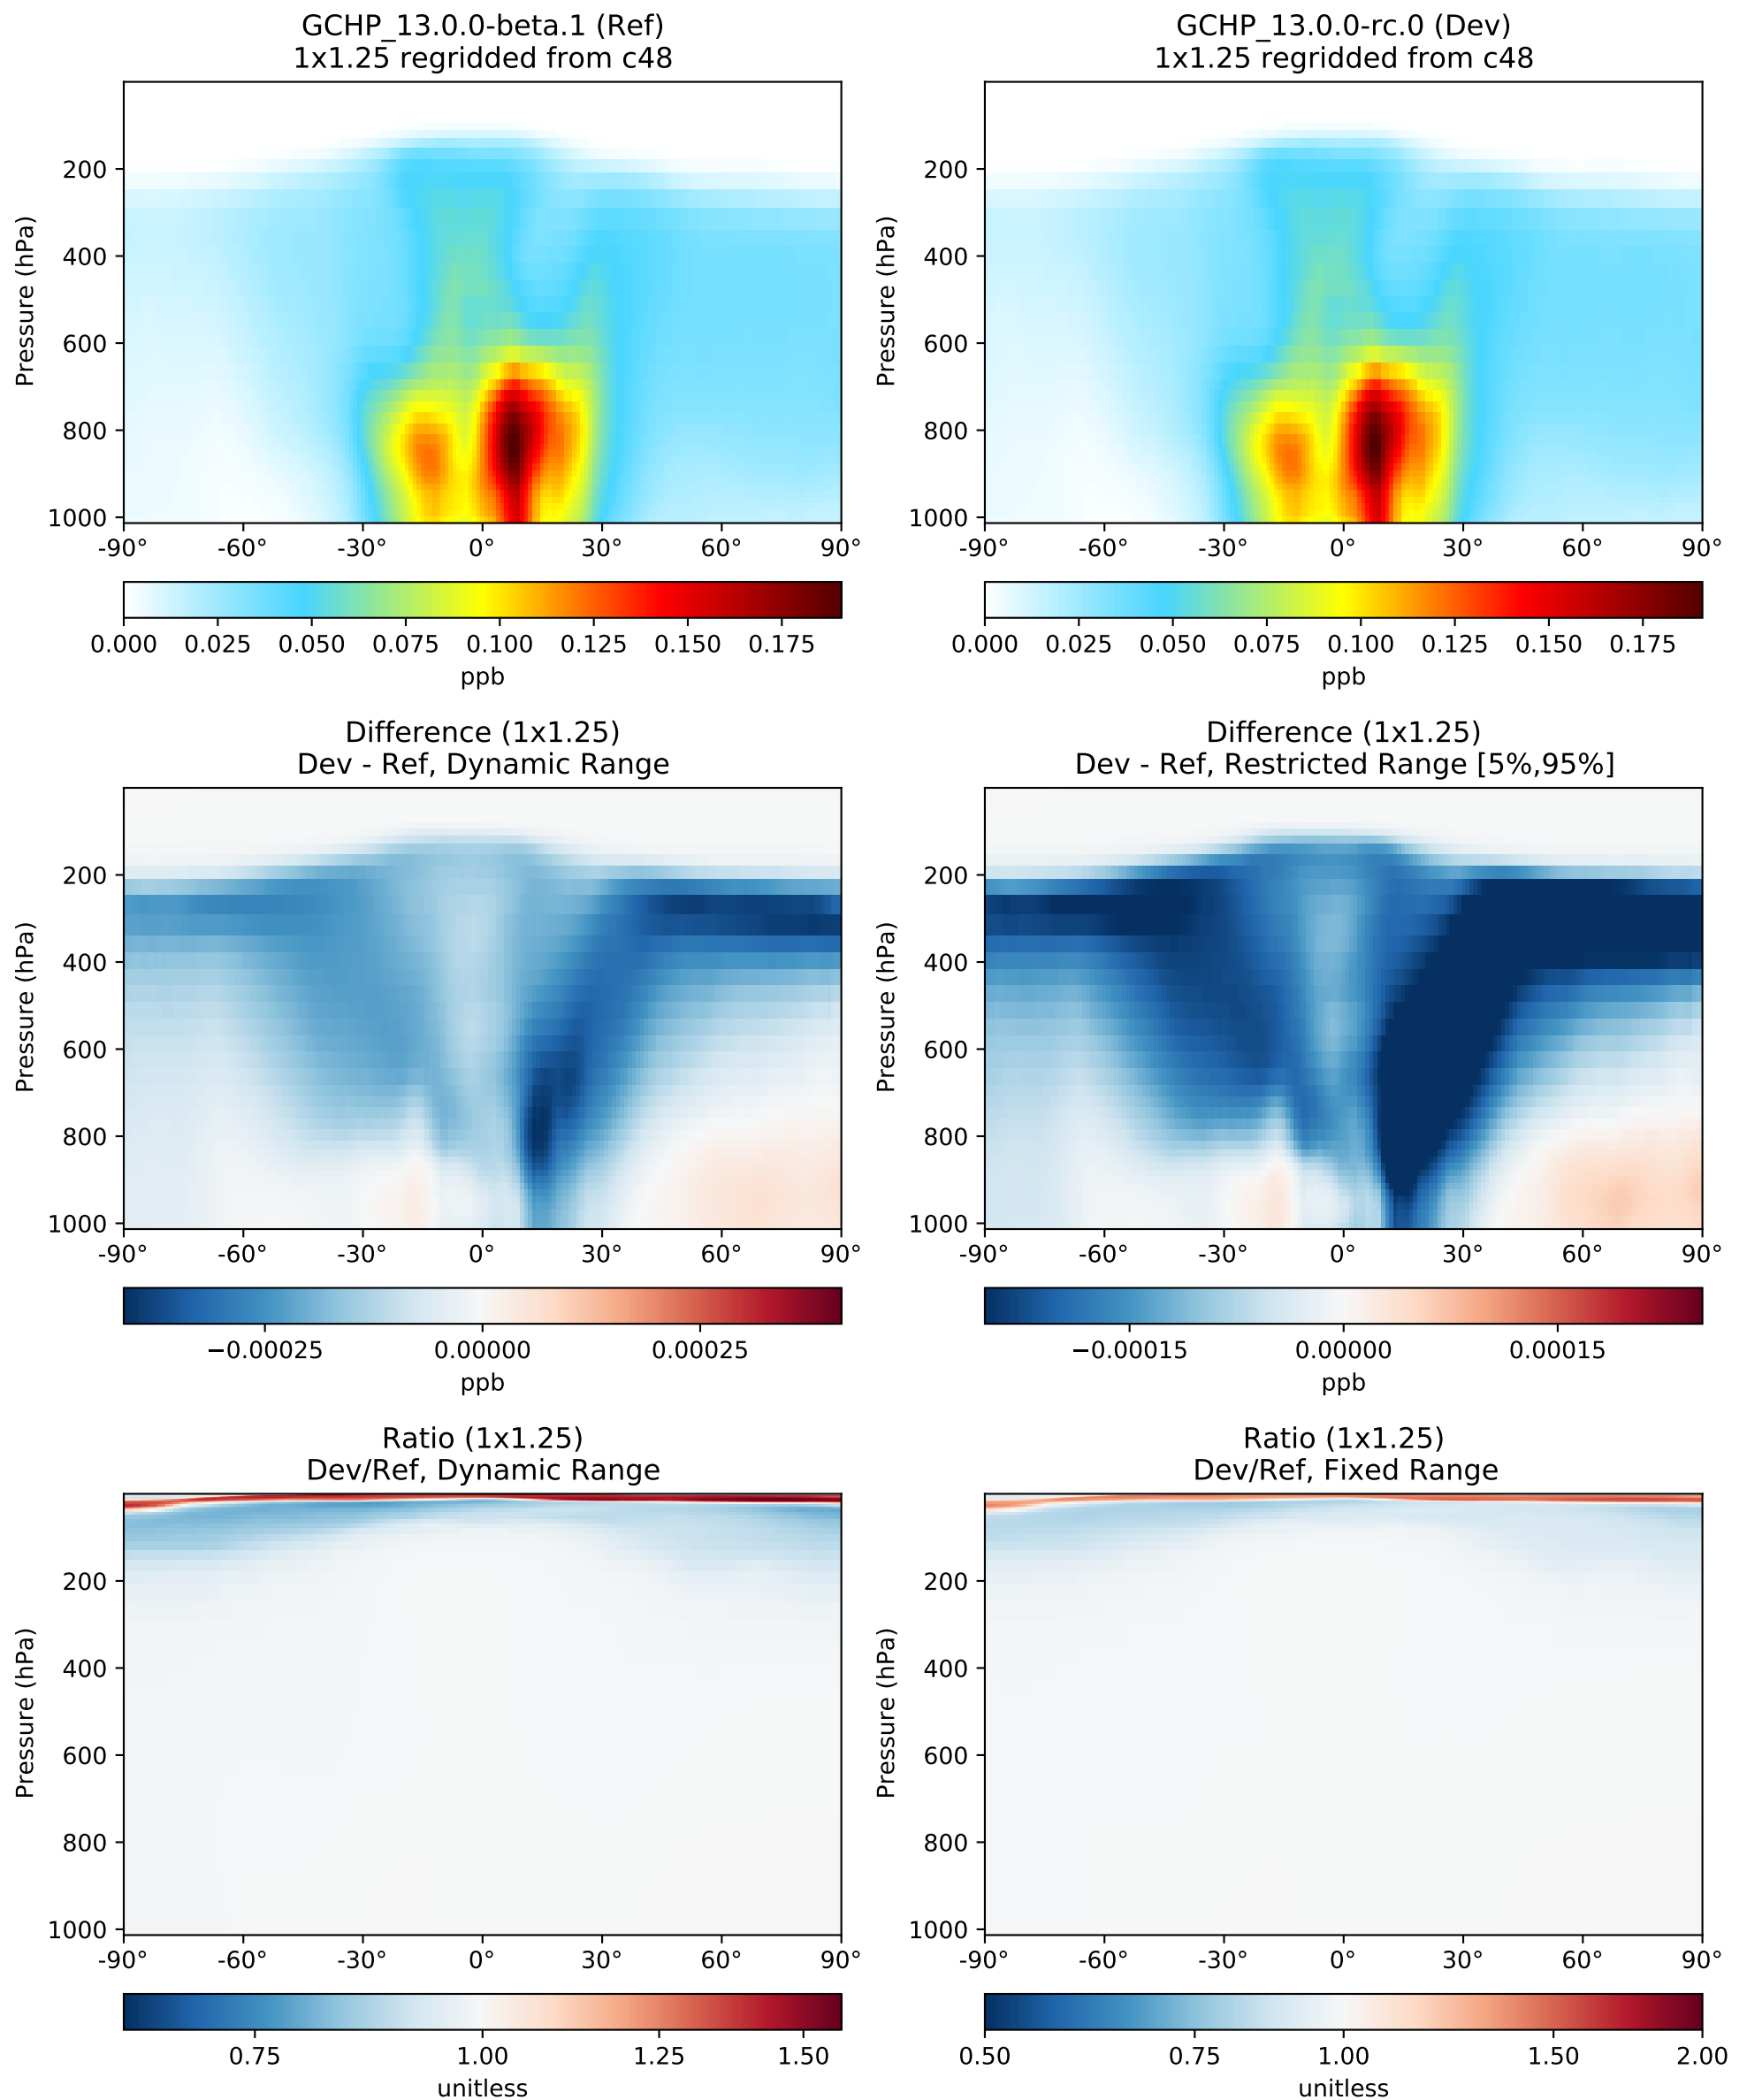 GCHP_13.0.0-beta.1 (Ref)
1x1.25 regridded from c48
Pressure (hPa)
200
400
600
800
1000
-90° -60° -30° 0° 30° 60° 90°
0.000 0.025 0.050 0.075 0.100 0.125 0.150 0.175
ppb
GCHP_13.0.0-rc.0 (Dev)
1x1.25 regridded from c48
Pressure (hPa)
200
400
600
800
1000
-90° -60° -30° 0° 30° 60° 90°
0.000 0.025 0.050 0.075 0.100 0.125 0.150 0.175
ppb
Difference (1x1.25)
Dev - Ref, Dynamic Range
Pressure (hPa)
200
400
600
800
1000
-90° -60° -30° 0° 30° 60° 90°
−0.00025 0.00000 0.00025
ppb
Difference (1x1.25)
Dev - Ref, Restricted Range [5%,95%]
Pressure (hPa)
200
400
600
800
1000
-90° -60° -30° 0° 30° 60° 90°
−0.00015 0.00000 0.00015
ppb
Ratio (1x1.25)
Dev/Ref, Dynamic Range
Pressure (hPa)
200
400
600
800
1000
-90° -60° -30° 0° 30° 60° 90°
0.75 1.00 1.25 1.50
unitless
Ratio (1x1.25)
Dev/Ref, Fixed Range
Pressure (hPa)
200
400
600
800
1000
-90° -60° -30° 0° 30° 60° 90°
0.50 0.75 1.00 1.50 2.00
unitless